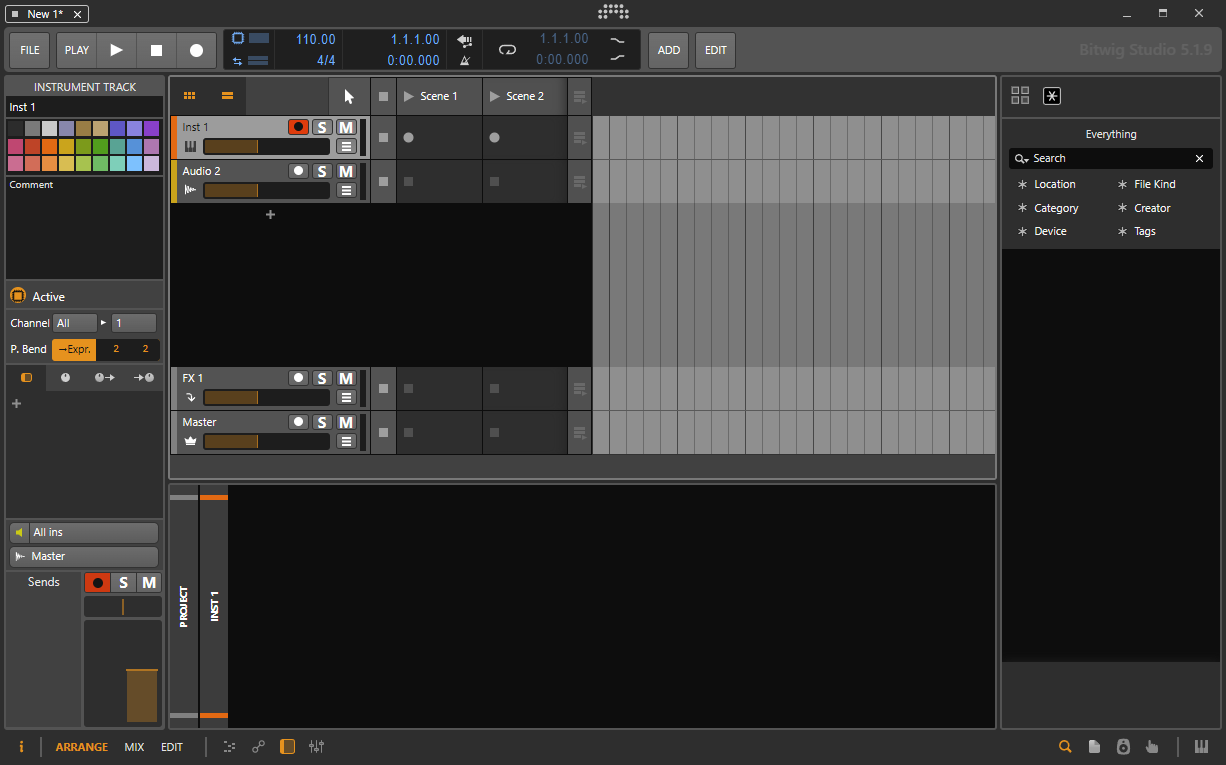 New 1*
FILE
PLAY
110.00
4/4
1.1.1.00
0:00.000
1.1.1.00
0:00.000
ADD
EDIT
Bitwig Studio 5.1.9
INSTRUMENT TRACK
Inst 1
Comment
Active
Channel All 1
P. Bend →Expr. 2 2
All ins
Master
Sends
S M
Scene 1
Scene 2
Inst 1
S M
Audio 2
S M
+
FX 1
S M
Master
S M
PROJECT
INST 1
Everything
Search
Location
File Kind
Category
Creator
Device
Tags
i
ARRANGE
MIX
EDIT